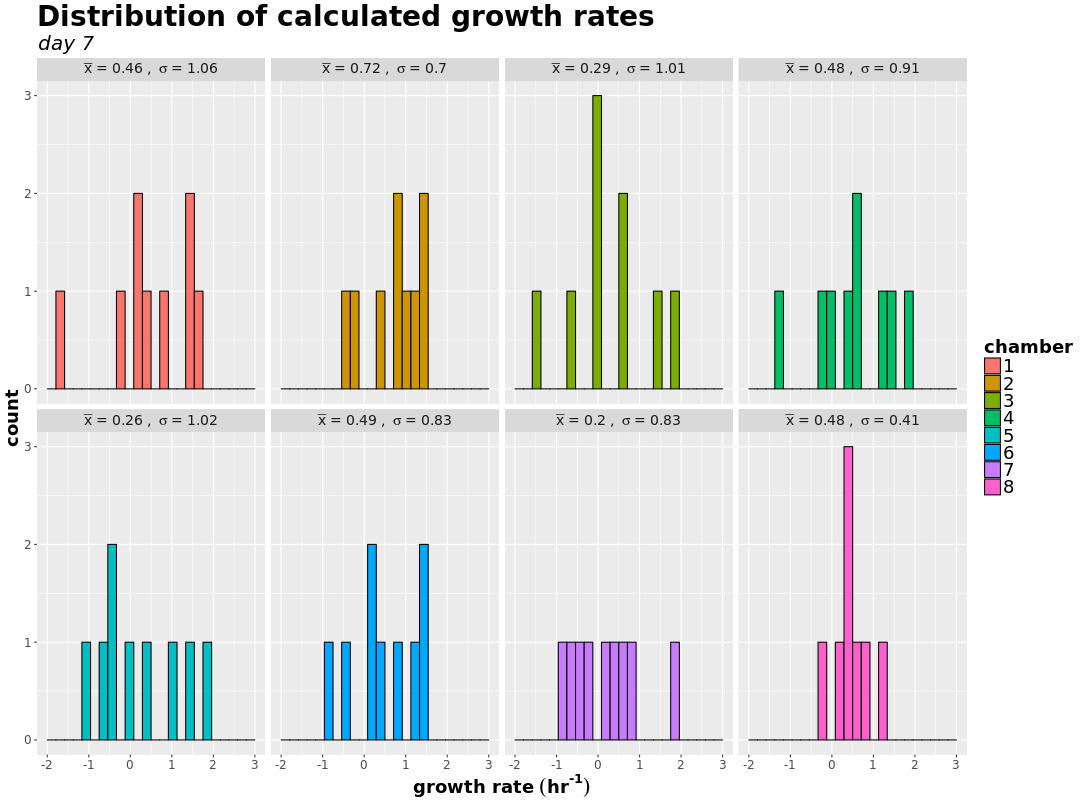 Distribution of calculated growth rates
day 7
x̅ = 0.46 , σ = 1.06
x̅ = 0.72 , σ = 0.7
x̅ = 0.29 , σ = 1.01
x̅ = 0.48 , σ = 0.91
3
2
1
0
x̅ = 0.26 , σ = 1.02
x̅ = 0.49 , σ = 0.83
x̅ = 0.2 , σ = 0.83
x̅ = 0.48 , σ = 0.41
3
2
1
0
-2 -1 0 1 2 3
-2 -1 0 1 2 3
-2 -1 0 1 2 3
-2 -1 0 1 2 3
count
growth rate (hr⁻¹)
chamber
1
2
3
4
5
6
7
8